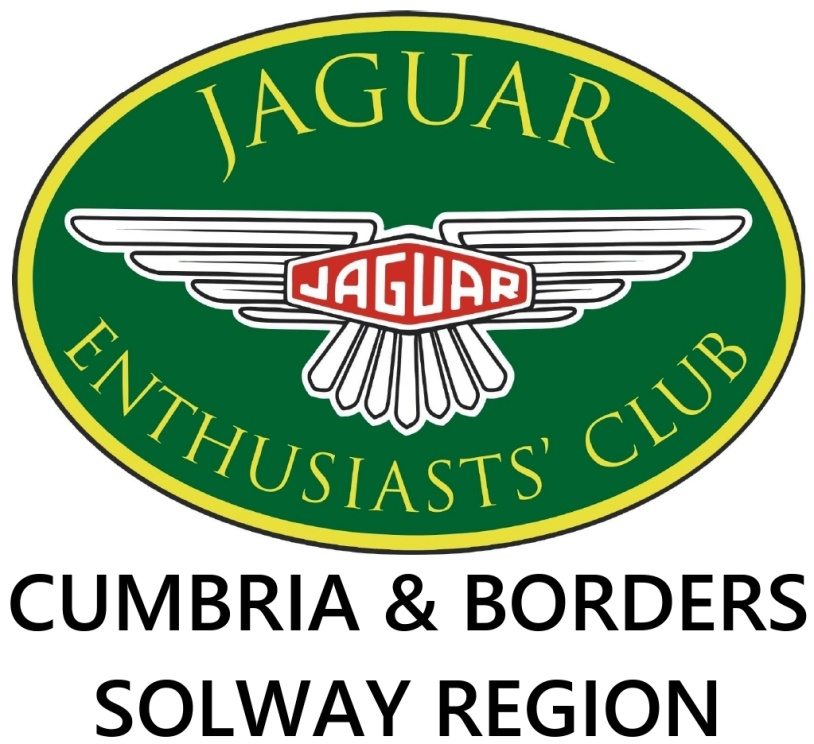 JAGUAR
JAGUAR
ENTHUSIASTS' CLUB
CUMBRIA & BORDERS
SOLWAY REGION